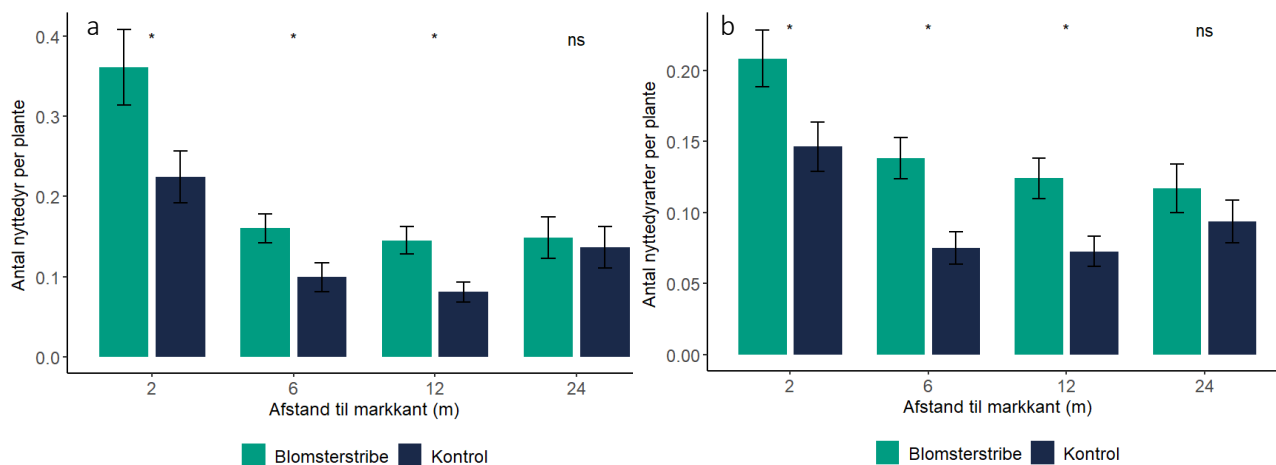 a
Antal nyttedyr per plante
0.4
0.3
0.2
0.1
0.0
* * * ns
2 6 12 24
Afstand til markkant (m)
Blomsterstribe Kontrol
b
Antal nyttedyrarter per plante
0.20
0.15
0.10
0.05
0.00
* * * ns
2 6 12 24
Afstand til markkant (m)
Blomsterstribe Kontrol